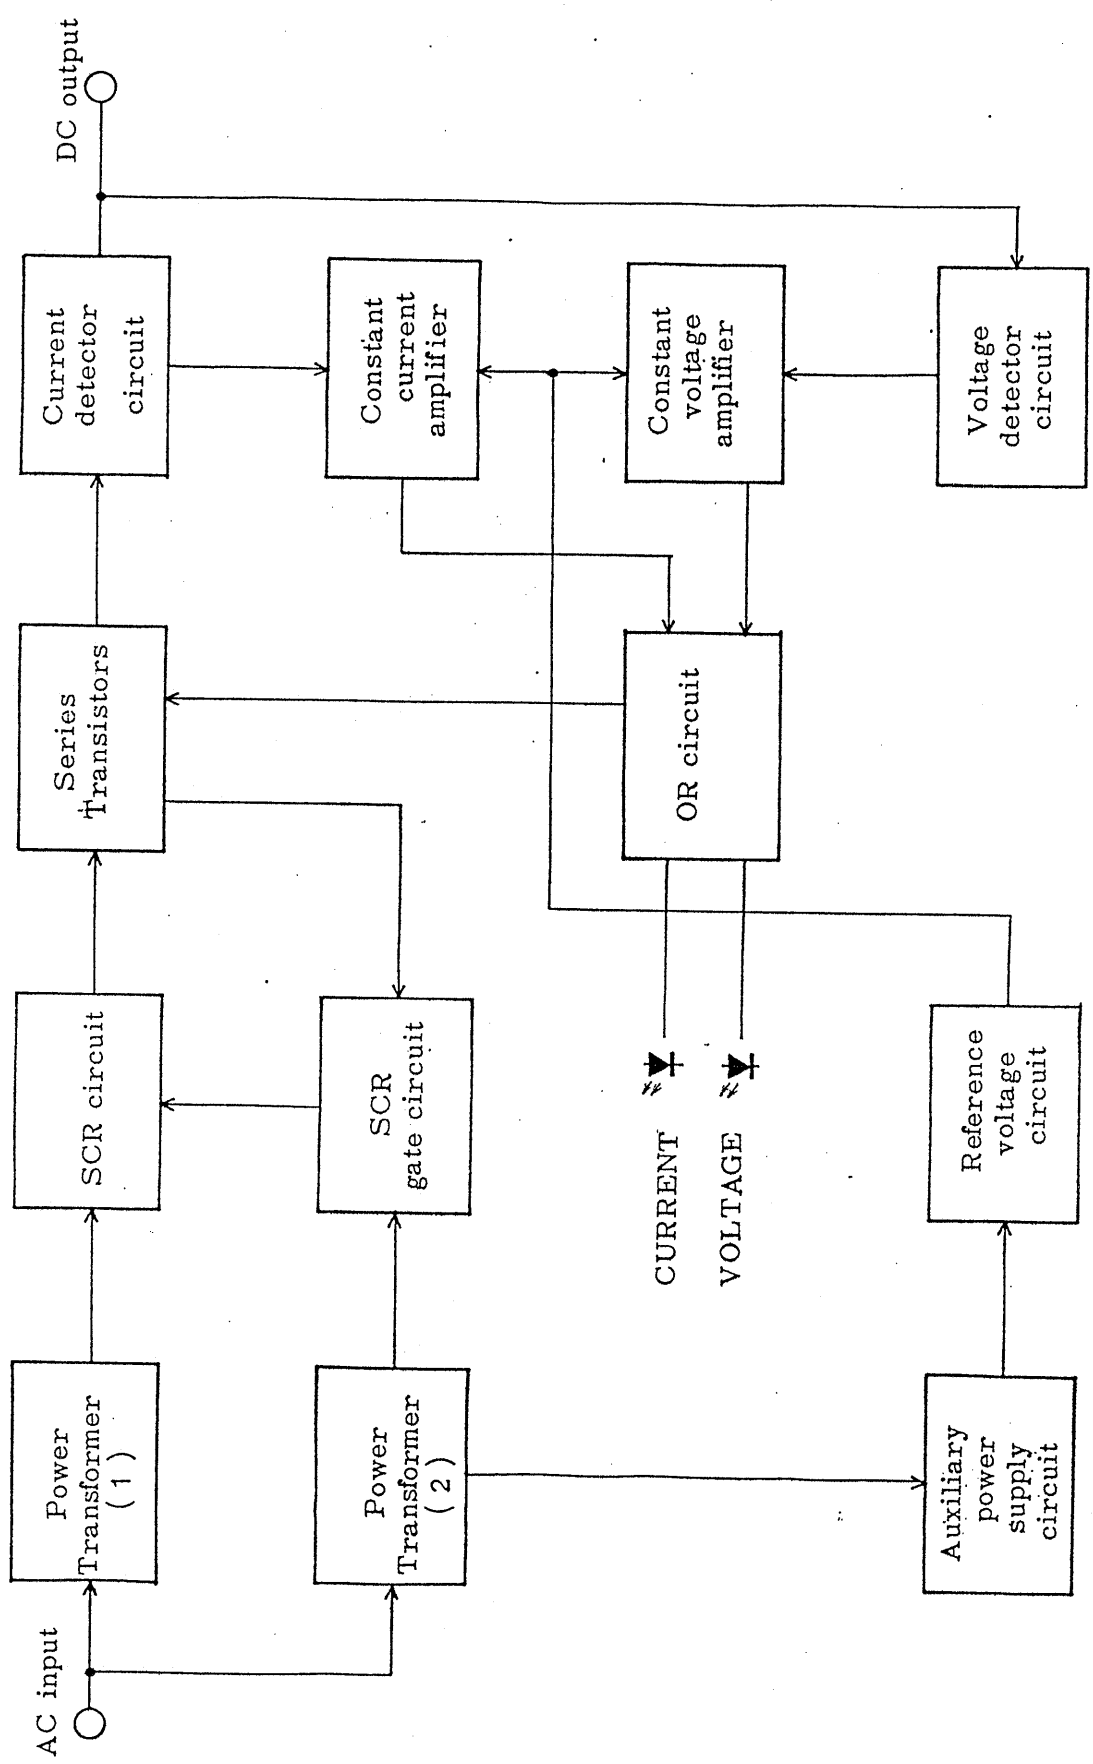 AC input
Power
Transformer
(1)
SCR circuit
Series
Transistors
Current
detector
circuit
DC output
Power
Transformer
(2)
SCR
gate circuit
Constant
current
amplifier
CURRENT
VOLTAGE
OR circuit
Constant
voltage
amplifier
Auxiliary
power
supply
circuit
Reference
voltage
circuit
Voltage
detector
circuit